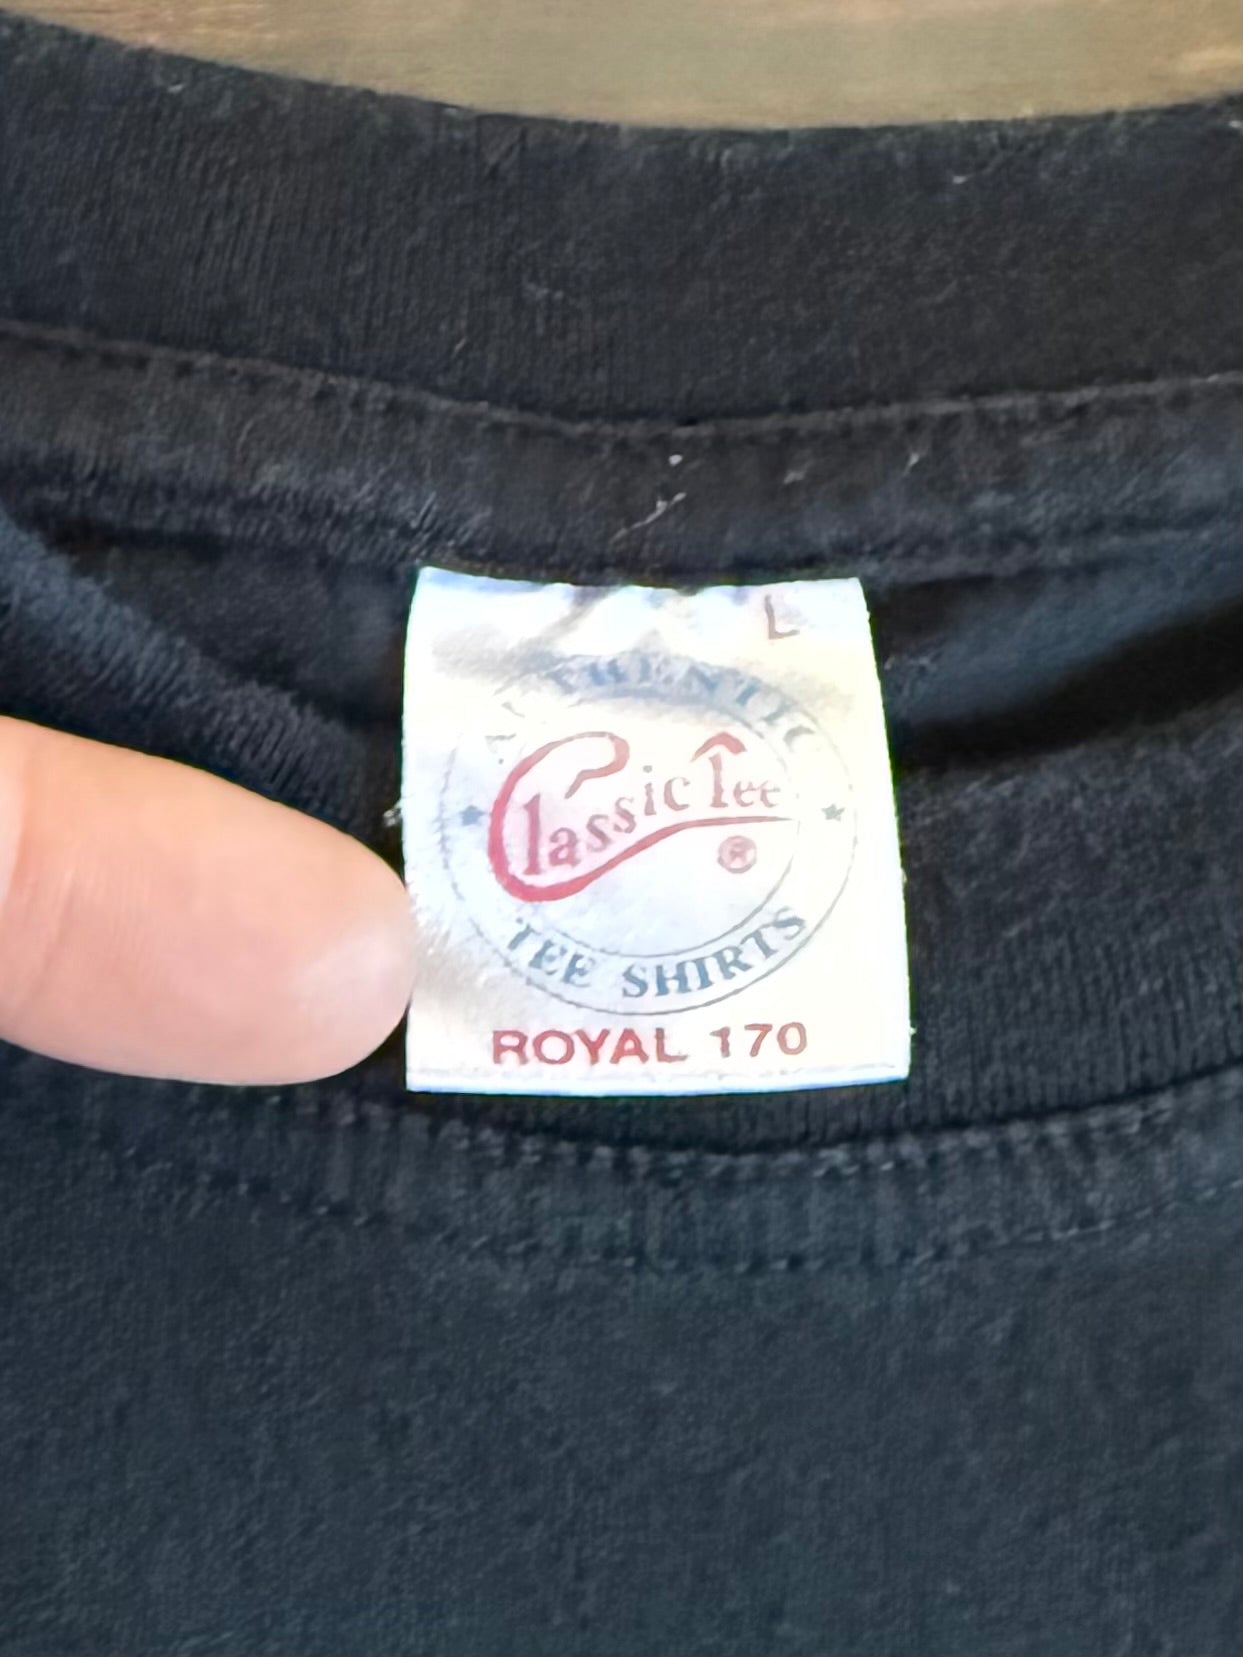 L
AUTHENTIC
Classic Tee
®
TEE SHIRTS
ROYAL 170